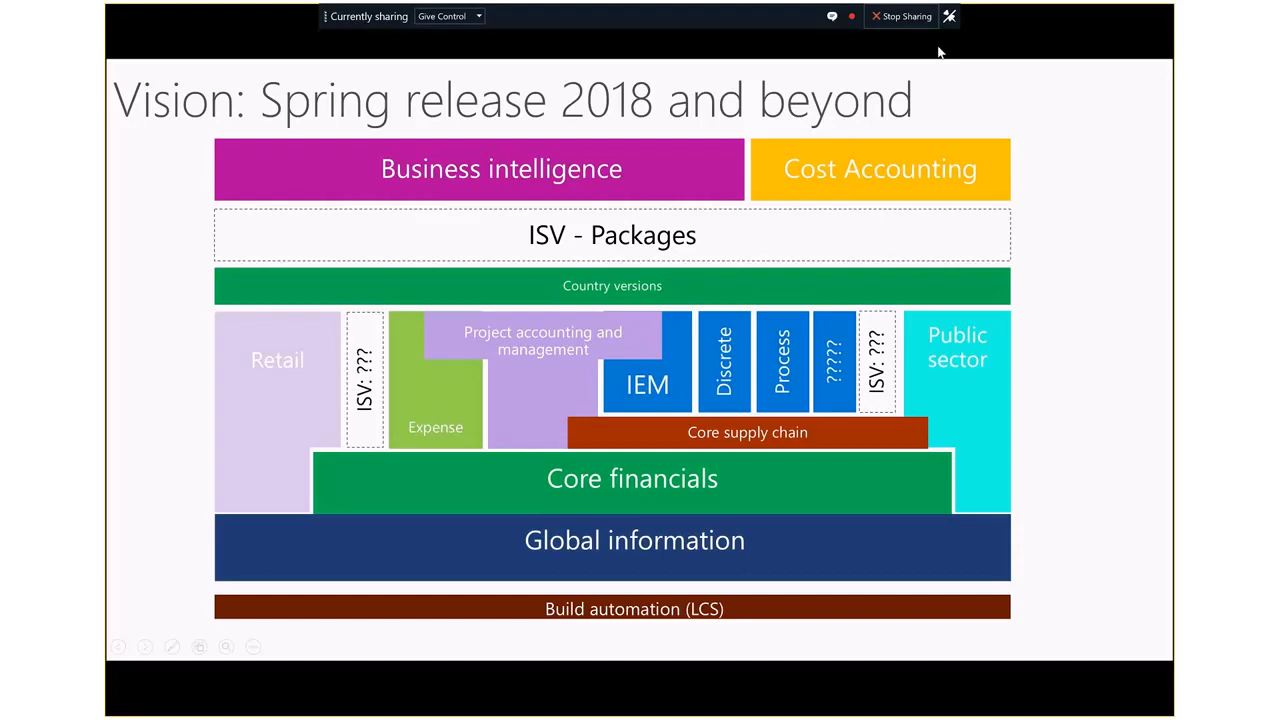 Currently sharing
Give Control
Stop Sharing
Vision: Spring release 2018 and beyond
Business intelligence
Cost Accounting
ISV - Packages
Country versions
Retail
ISV: ???
Expense
Project accounting and
management
IEM
Discrete
Process
?????
ISV: ???
Public
sector
Core supply chain
Core financials
Global information
Build automation (LCS)